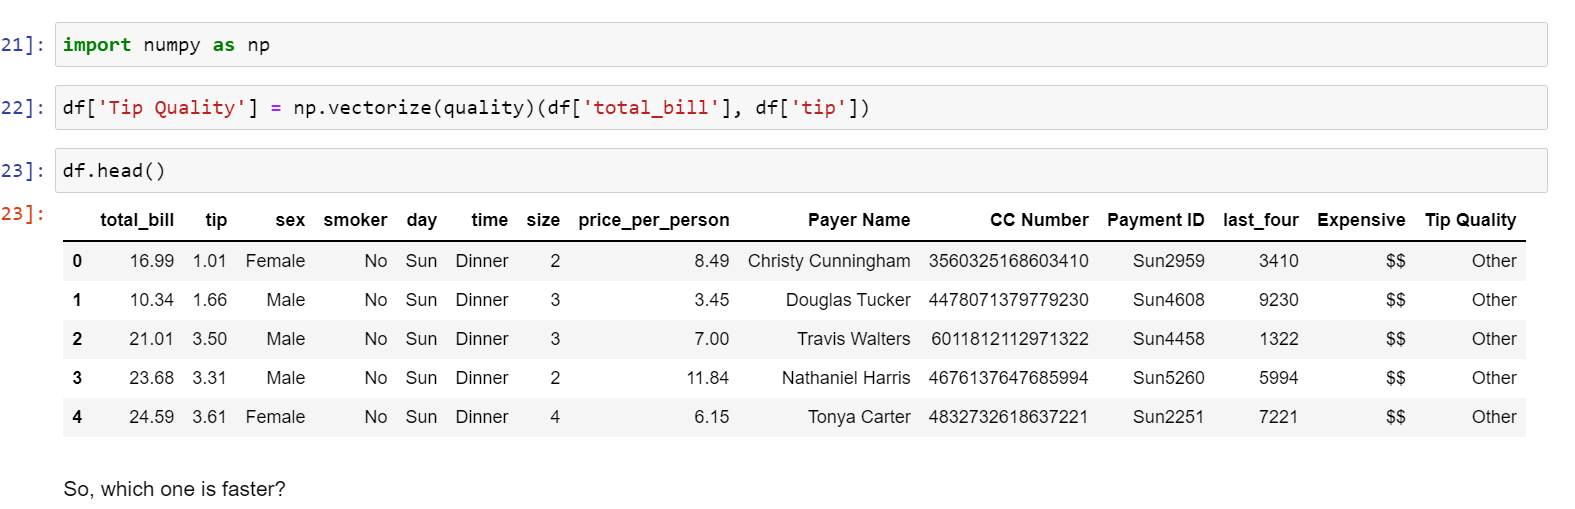 21]: import numpy as np
22]: df['Tip Quality'] = np.vectorize(quality)(df['total_bill'], df['tip'])
23]: df.head()
23]:
total_bill tip sex smoker day time size price_per_person Payer Name CC Number Payment ID last_four Expensive Tip Quality
0 16.99 1.01 Female No Sun Dinner 2 8.49 Christy Cunningham 3560325168603410 Sun2959 3410 $$ Other
1 10.34 1.66 Male No Sun Dinner 3 3.45 Douglas Tucker 4478071379779230 Sun4608 9230 $$ Other
2 21.01 3.50 Male No Sun Dinner 3 7.00 Travis Walters 6011812112971322 Sun4458 1322 $$ Other
3 23.68 3.31 Male No Sun Dinner 2 11.84 Nathaniel Harris 4676137647685994 Sun5260 5994 $$ Other
4 24.59 3.61 Female No Sun Dinner 4 6.15 Tonya Carter 4832732618637221 Sun2251 7221 $$ Other
So, which one is faster?